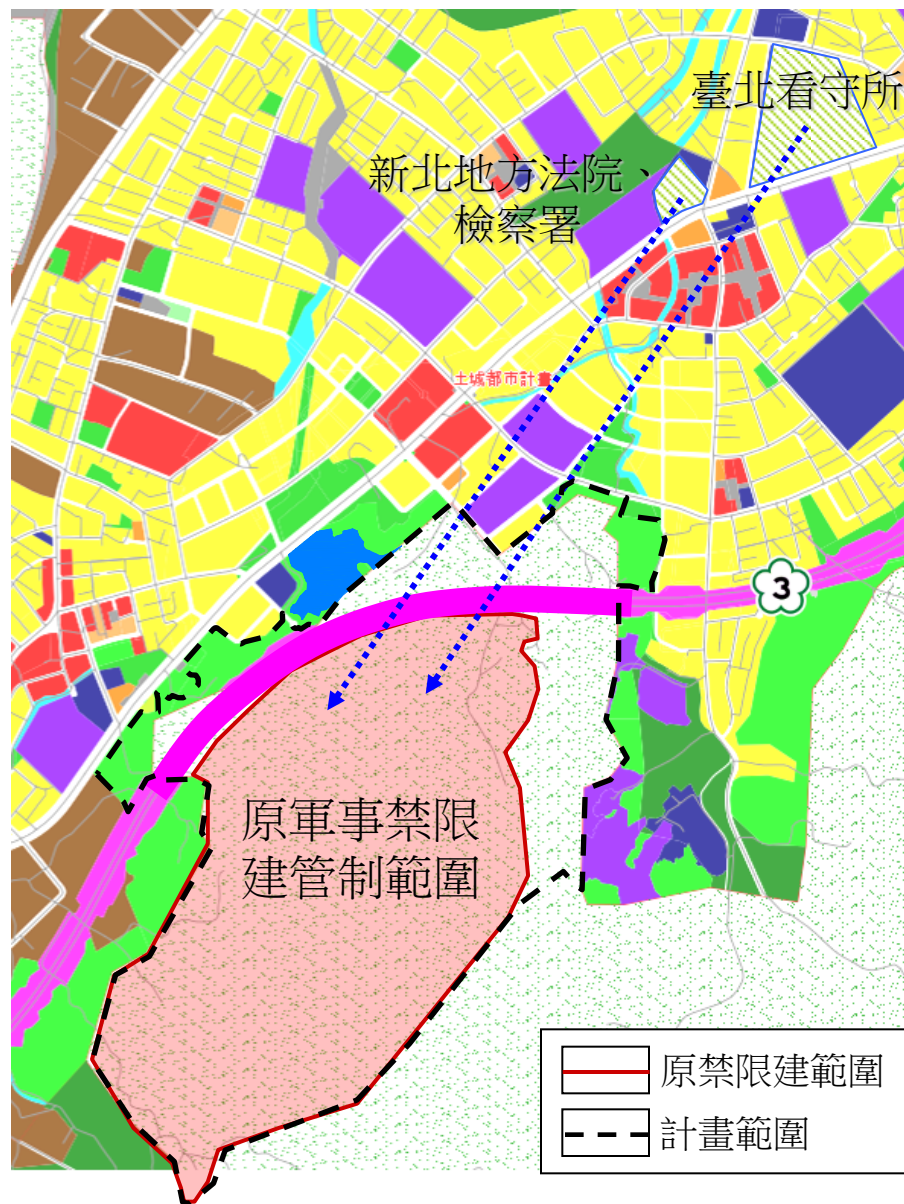 臺北看守所
新北地方法院、
檢察署
土城都市計畫
3
原軍事禁限
建管制範圍
原禁限建範圍
計畫範圍